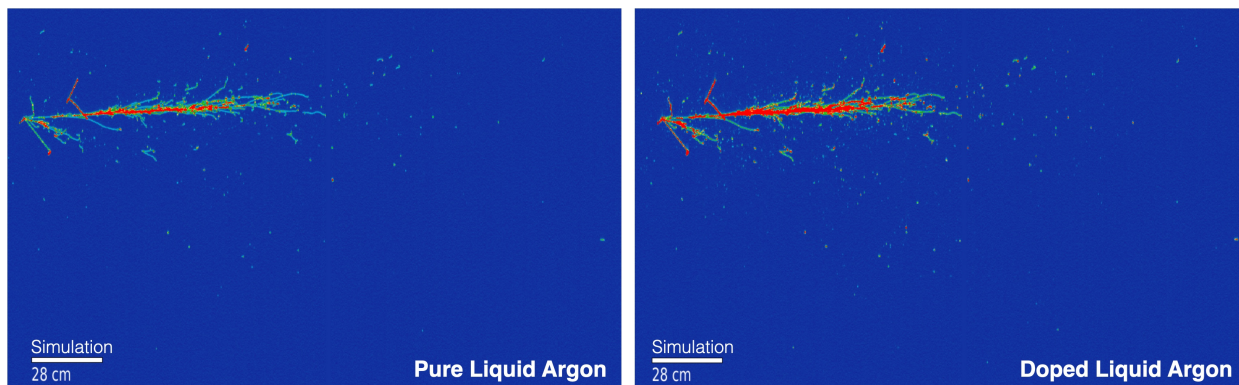 Simulation
28 cm
Pure Liquid Argon
Simulation
28 cm
Doped Liquid Argon